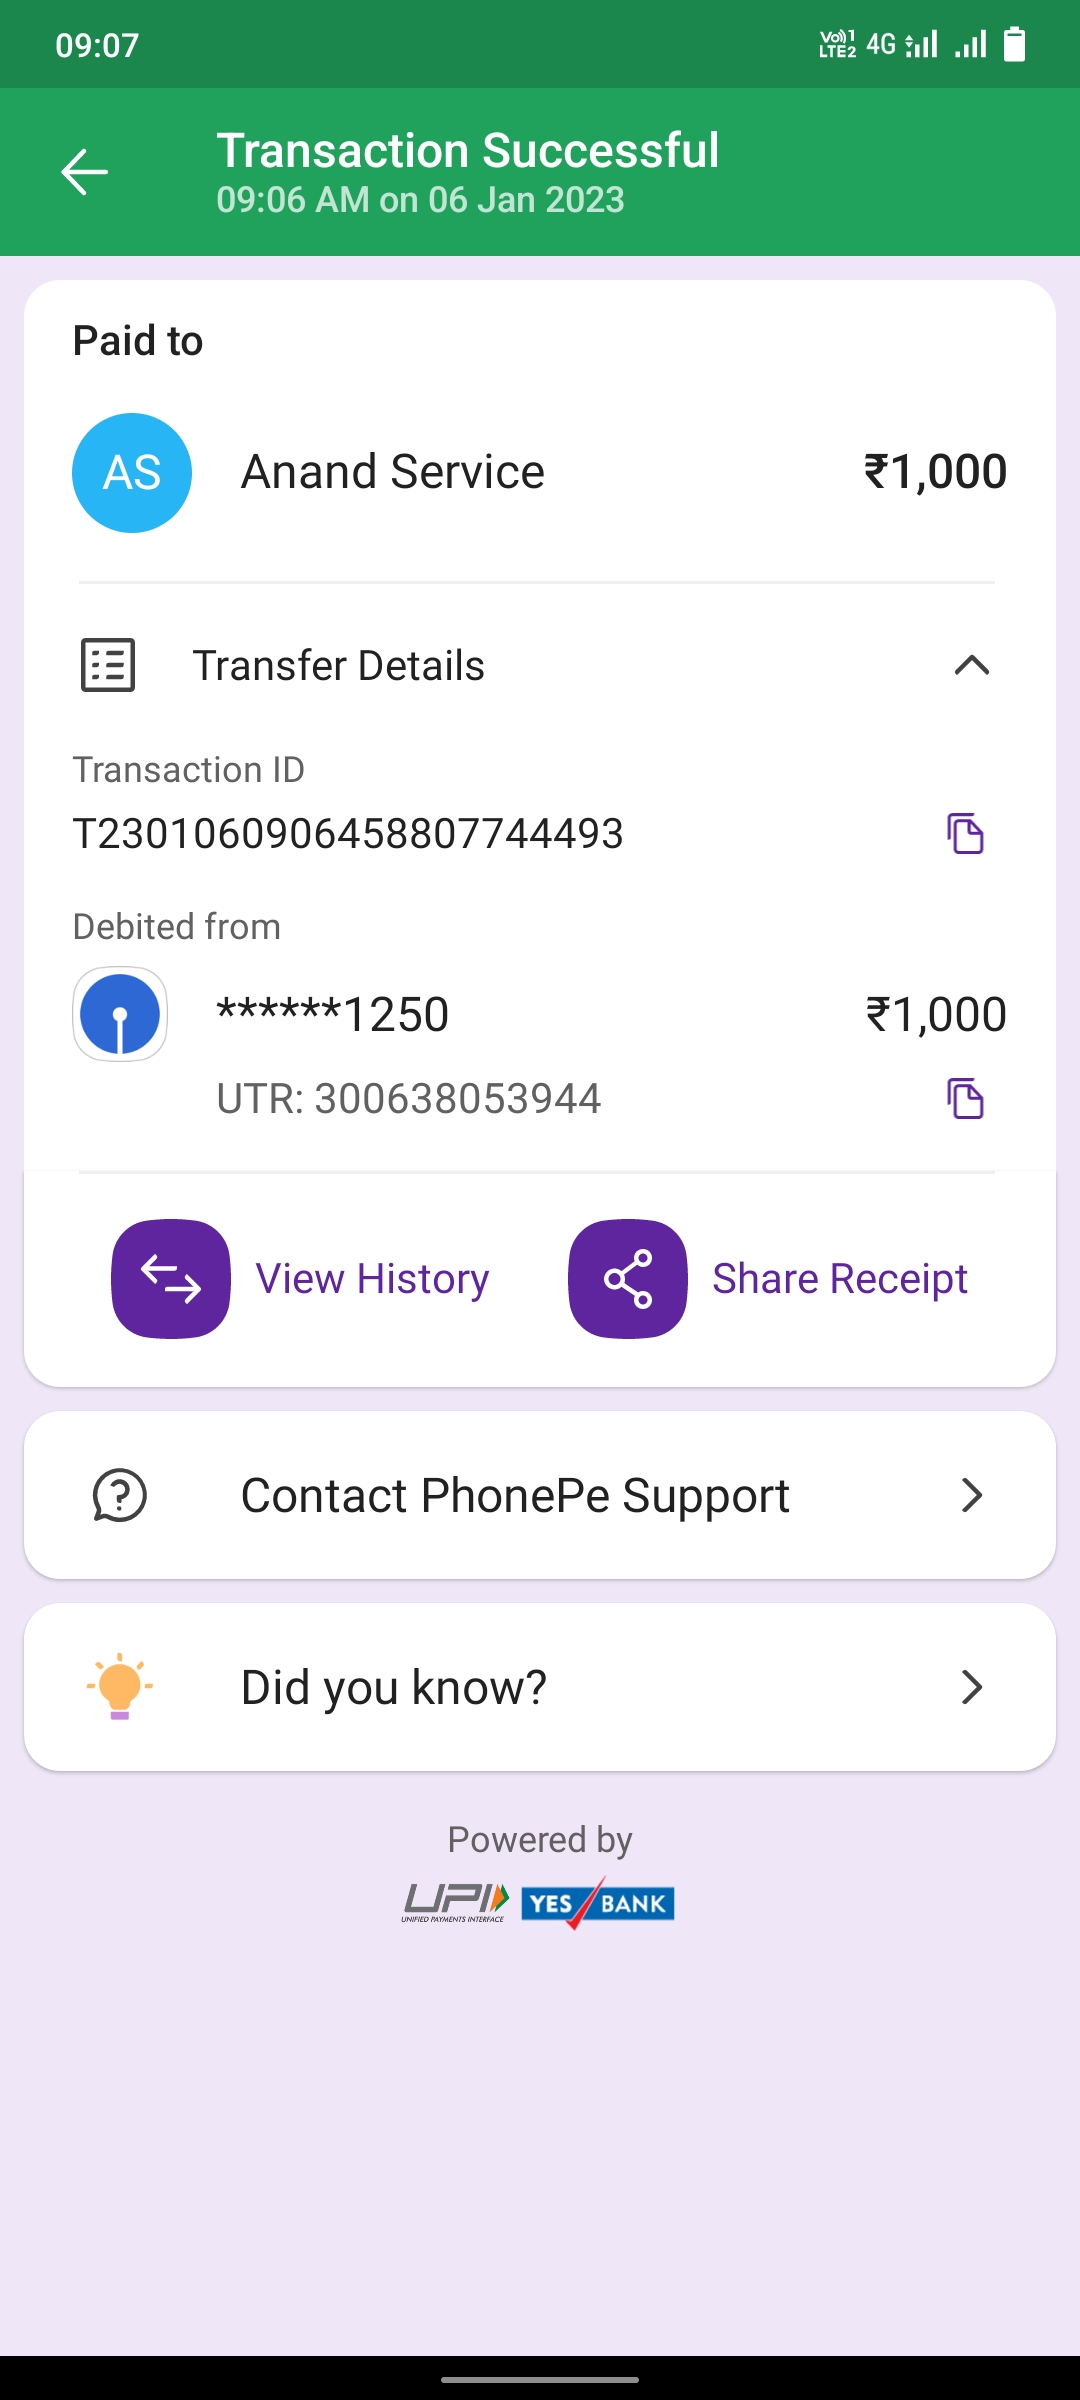 09:07
Vo))1 LTE2 4G
Transaction Successful
09:06 AM on 06 Jan 2023
Paid to
AS Anand Service ₹1,000
Transfer Details
Transaction ID
T2301060906458807744493
Debited from
******1250 ₹1,000
UTR: 300638053944
View History Share Receipt
Contact PhonePe Support
Did you know?
Powered by
UPI YES BANK
UNIFIED PAYMENTS INTERFACE